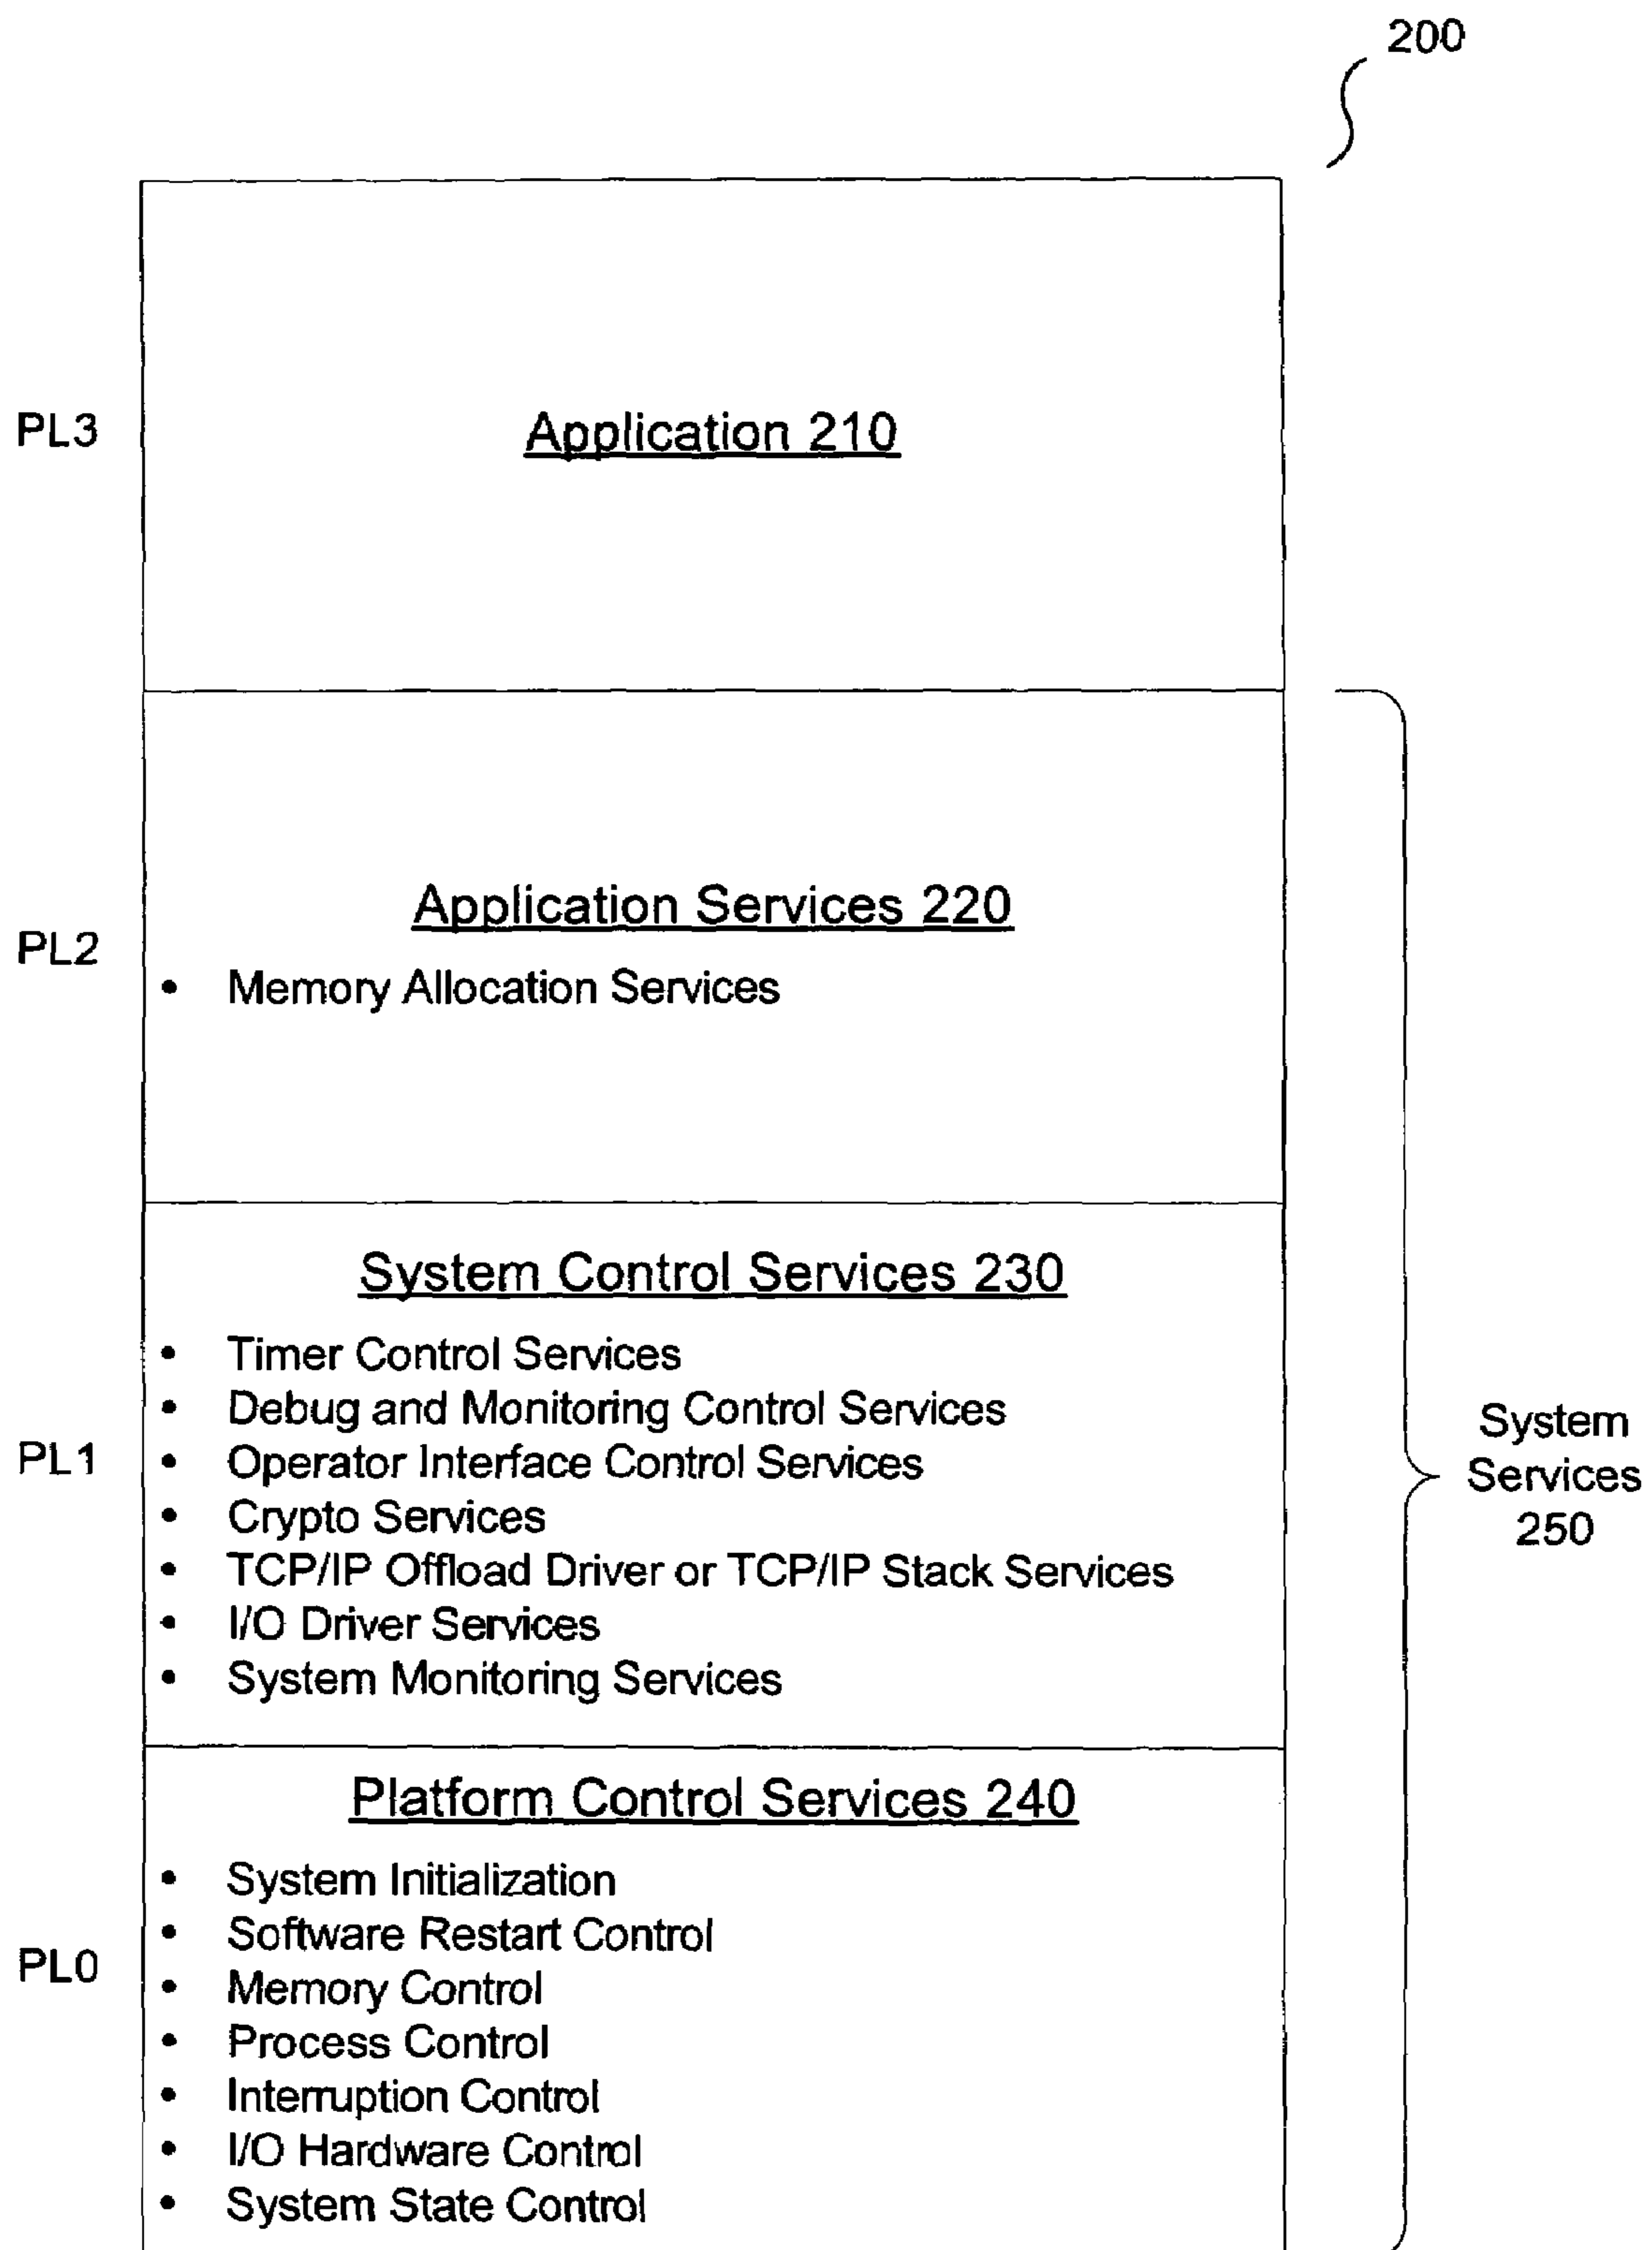 200
PL3
Application 210
PL2
Application Services 220
• Memory Allocation Services
PL1
System Control Services 230
• Timer Control Services
• Debug and Monitoring Control Services
• Operator Interface Control Services
• Crypto Services
• TCP/IP Offload Driver or TCP/IP Stack Services
• I/O Driver Services
• System Monitoring Services
System
Services
250
PL0
Platform Control Services 240
• System Initialization
• Software Restart Control
• Memory Control
• Process Control
• Interruption Control
• I/O Hardware Control
• System State Control